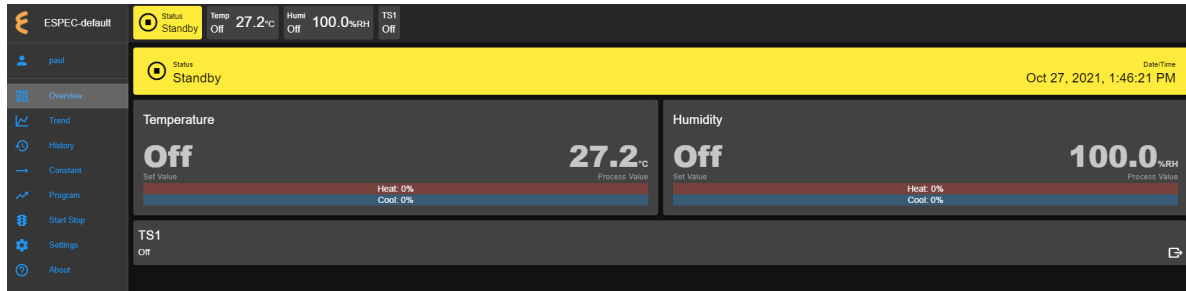 ESPEC-default
Status
Standby
Temp
Off
27.2°C
Humi
Off
100.0%RH
TS1
Off
paul
Overview
Trend
History
Constant
Program
Start Stop
Settings
About
Status
Standby
Date/Time
Oct 27, 2021, 1:46:21 PM
Temperature
Off
27.2°C
Set Value
Process Value
Heat: 0%
Cool: 0%
Humidity
Off
100.0%RH
Set Value
Process Value
Heat: 0%
Cool: 0%
TS1
Off